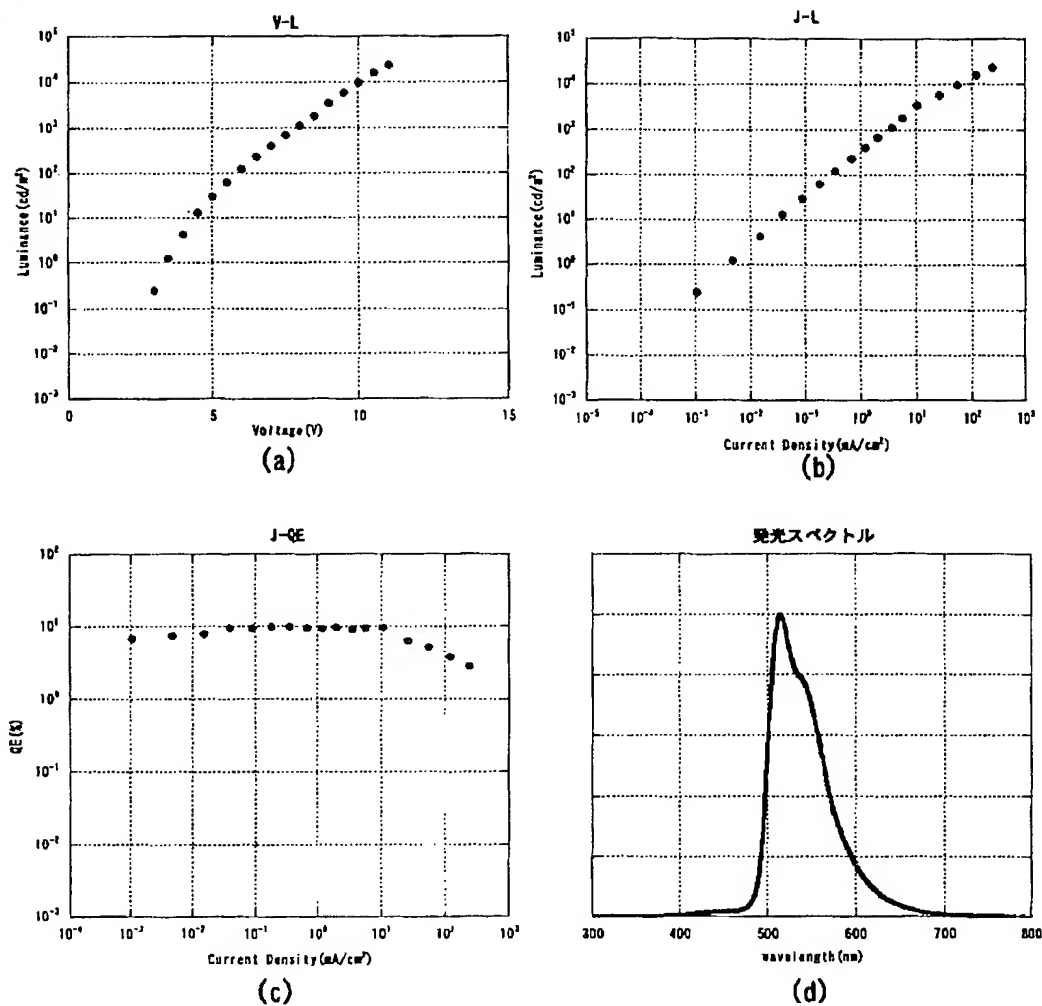 V-L
10⁵
10⁴
10³
10²
10¹
10⁰
10⁻¹
10⁻²
10⁻³
Luminance(cd/m²)
0 5 10 15
Voltage(V)
(a)
J-L
10⁵
10⁴
10³
10²
10¹
10⁰
10⁻¹
10⁻²
10⁻³
Luminance(cd/m²)
10⁻⁵ 10⁻⁴ 10⁻³ 10⁻² 10⁻¹ 10⁰ 10¹ 10² 10³
Current Density(mA/cm²)
(b)
J-QE
10²
10¹
10⁰
10⁻¹
10⁻²
10⁻³
QE(%)
10⁻⁴ 10⁻³ 10⁻² 10⁻¹ 10⁰ 10¹ 10² 10³
Current Density(mA/cm²)
(c)
発光スペクトル
300 400 500 600 700 800
wavelength(nm)
(d)